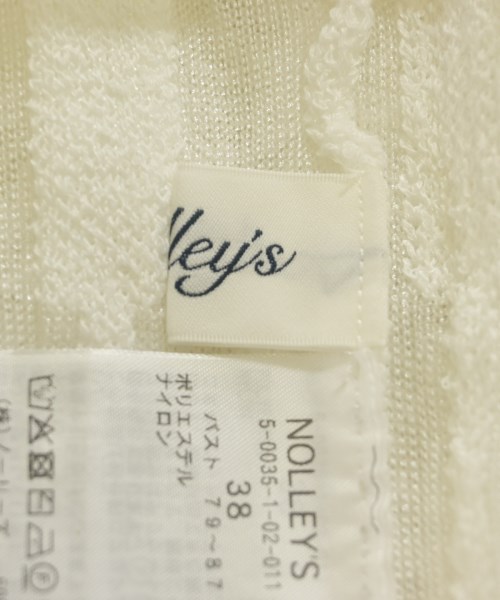 lley's
NOLLEY'S
5-0035-1-02-011
38
バスト 79~87
ポリエステル
ナイロン